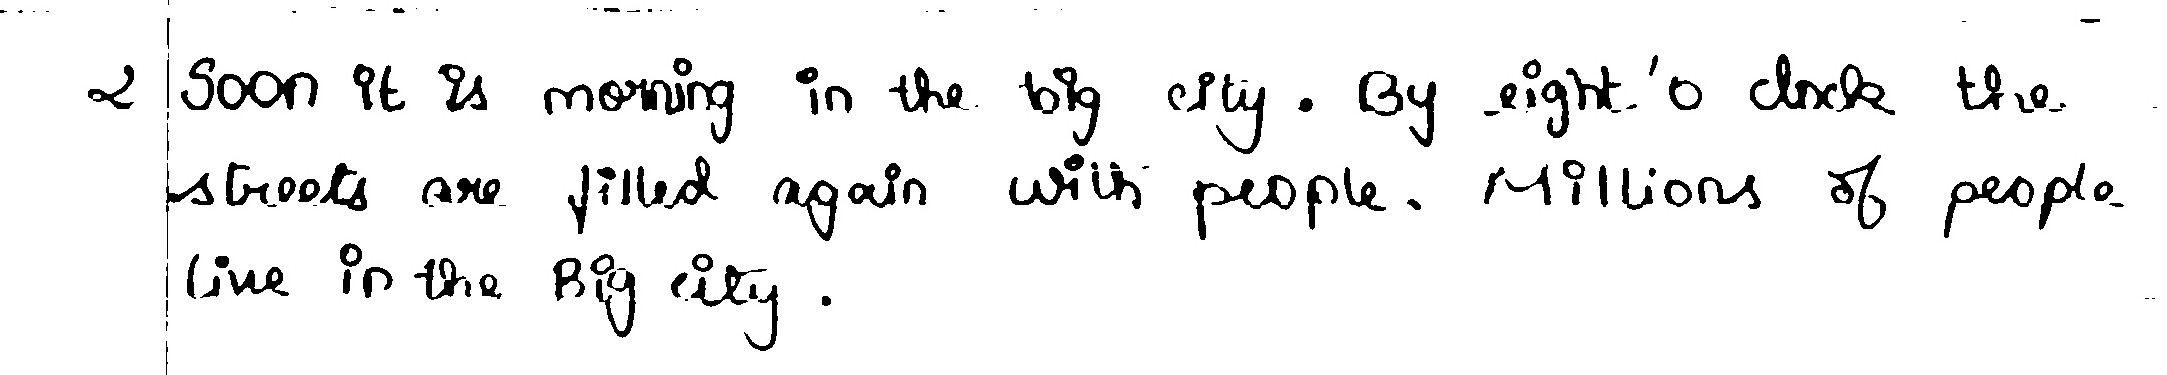 2 Soon it is morning in the big city. By eight 'o clock the
streets are filled again with people. Millions of people
live in the Big city.